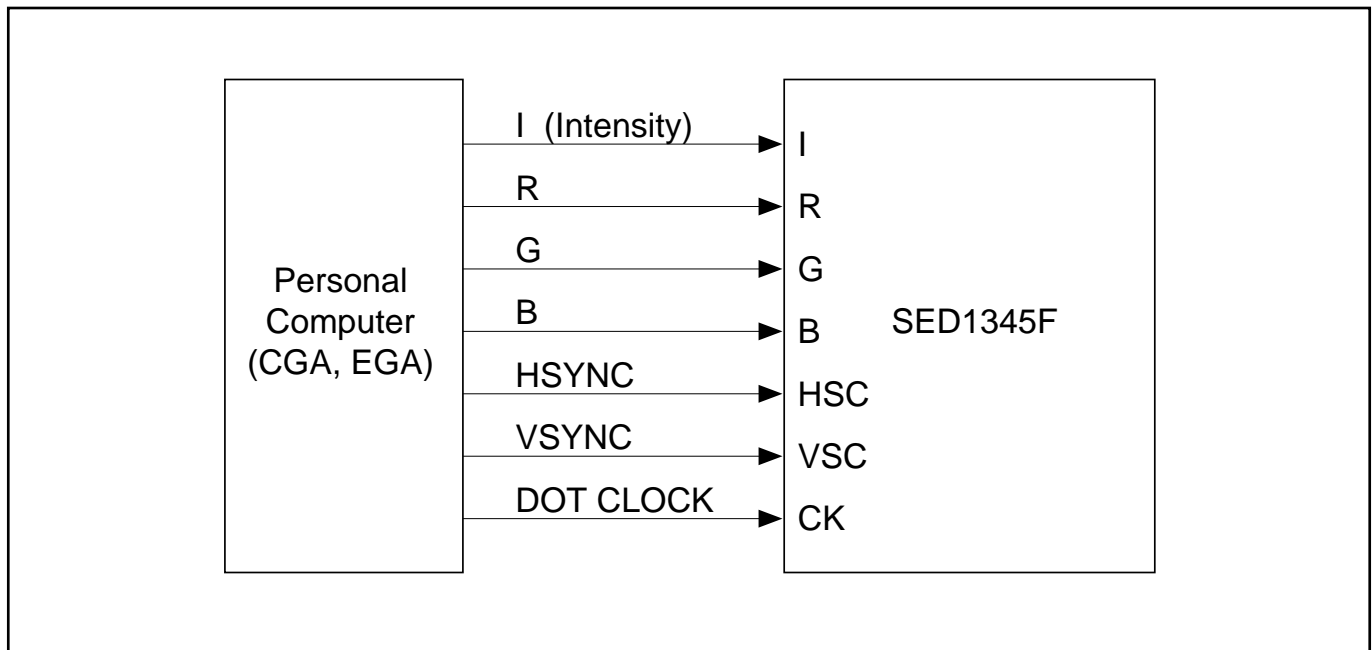 I (Intensity)
I
R
R
G
G
Personal
Computer
(CGA, EGA)
B
B
SED1345F
HSYNC
HSC
VSYNC
VSC
DOT CLOCK
CK